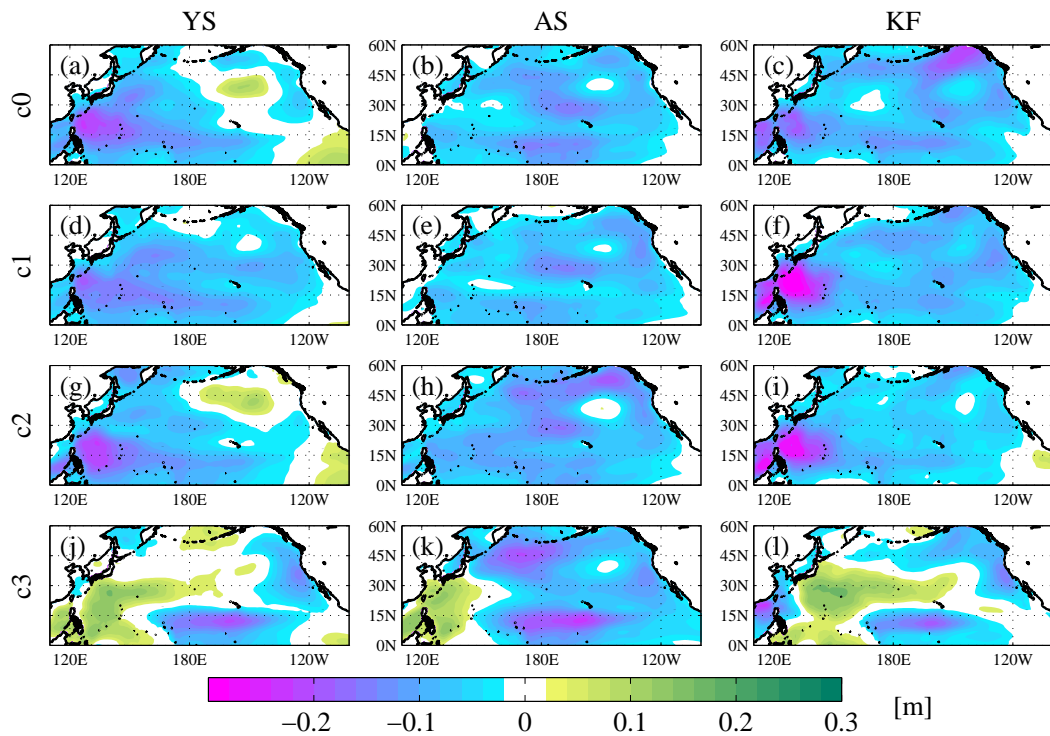 YS AS KF
c0
(a) (b) (c)
60N 60N
45N 45N
30N 30N
15N 15N
0N 0N
120E 180E 120W 120E 180E 120W 120E 180E 120W
c1
(d) (e) (f)
60N 60N
45N 45N
30N 30N
15N 15N
0N 0N
120E 180E 120W 120E 180E 120W 120E 180E 120W
c2
(g) (h) (i)
60N 60N
45N 45N
30N 30N
15N 15N
0N 0N
120E 180E 120W 120E 180E 120W 120E 180E 120W
c3
(j) (k) (l)
60N 60N
45N 45N
30N 30N
15N 15N
0N 0N
120E 180E 120W 120E 180E 120W 120E 180E 120W
−0.2 −0.1 0 0.1 0.2 0.3 [m]